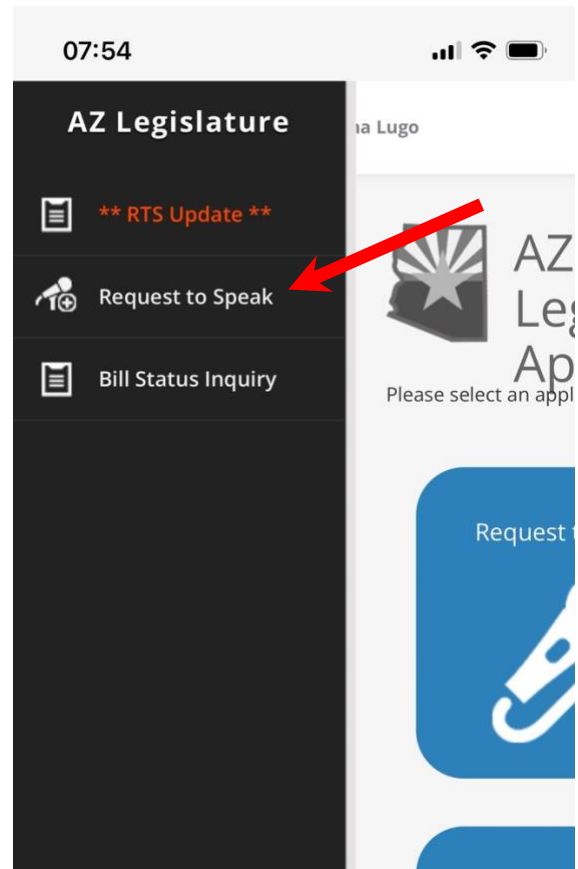 07:54
AZ Legislature
na Lugo
** RTS Update **
Request to Speak
Bill Status Inquiry
AZ
Leg
Ap
Please select an appl
Request t